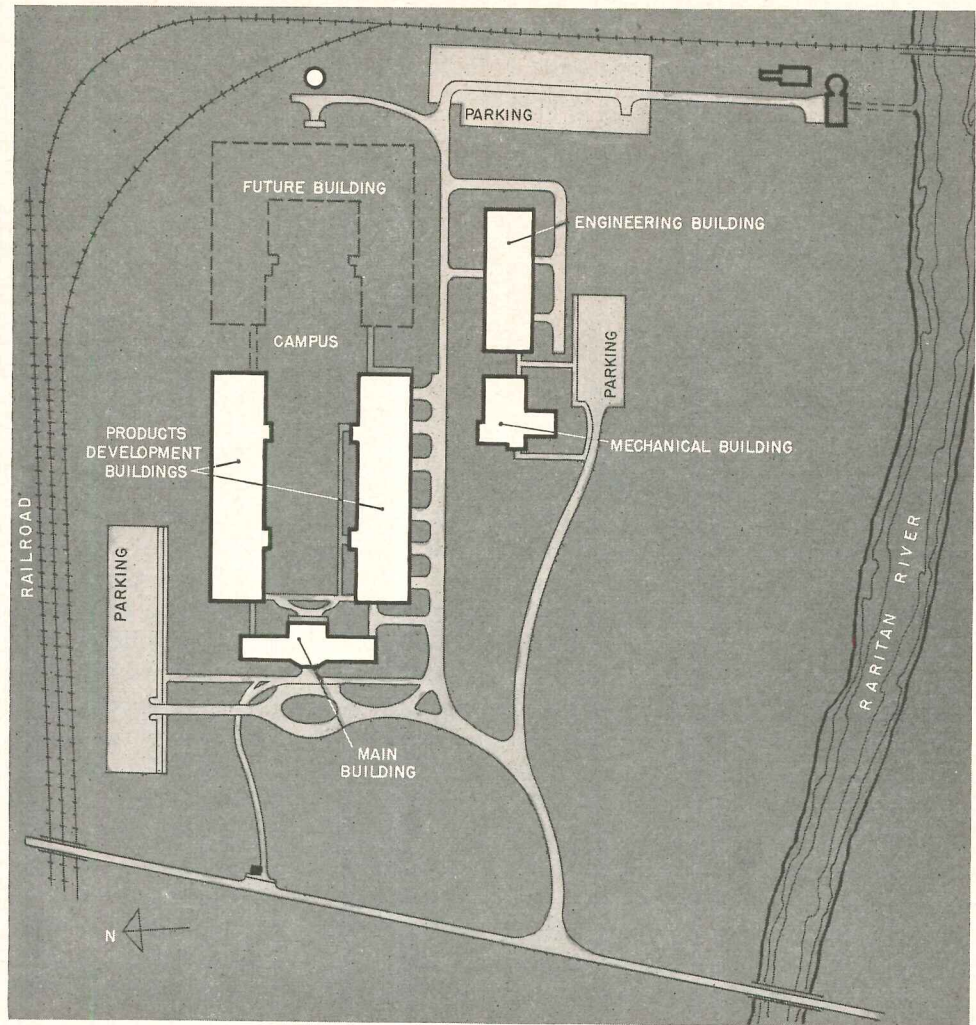 PARKING
FUTURE BUILDING
ENGINEERING BUILDING
CAMPUS
PARKING
PRODUCTS
DEVELOPMENT
BUILDINGS
MECHANICAL BUILDING
RAILROAD
PARKING
RARITAN RIVER
MAIN
BUILDING
N